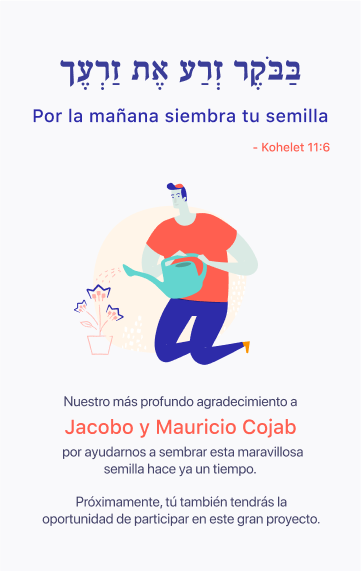 בַּבֹּקֶר זְרַע אֶת זַרְעֶךָ
Por la mañana siembra tu semilla
- Kohelet 11:6
Nuestro más profundo agradecimiento a
Jacobo y Mauricio Cojab
por ayudarnos a sembrar esta maravillosa
semilla hace ya un tiempo.
Próximamente, tú también tendrás la
oportunidad de participar en este gran proyecto.